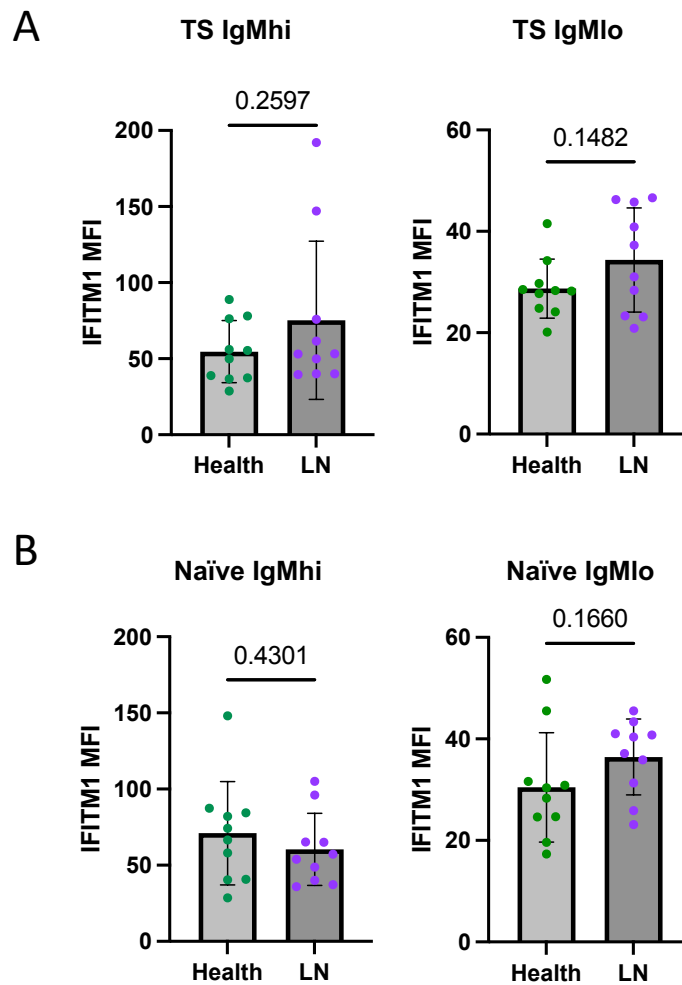 A
TS IgMhi
TS IgMlo
0.2597
0.1482
IFITM1 MFI
200
150
100
50
0
Health
LN
IFITM1 MFI
60
40
20
0
Health
LN
B
Naïve IgMhi
Naïve IgMlo
0.4301
0.1660
IFITM1 MFI
200
150
100
50
0
Health
LN
IFITM1 MFI
60
40
20
0
Health
LN